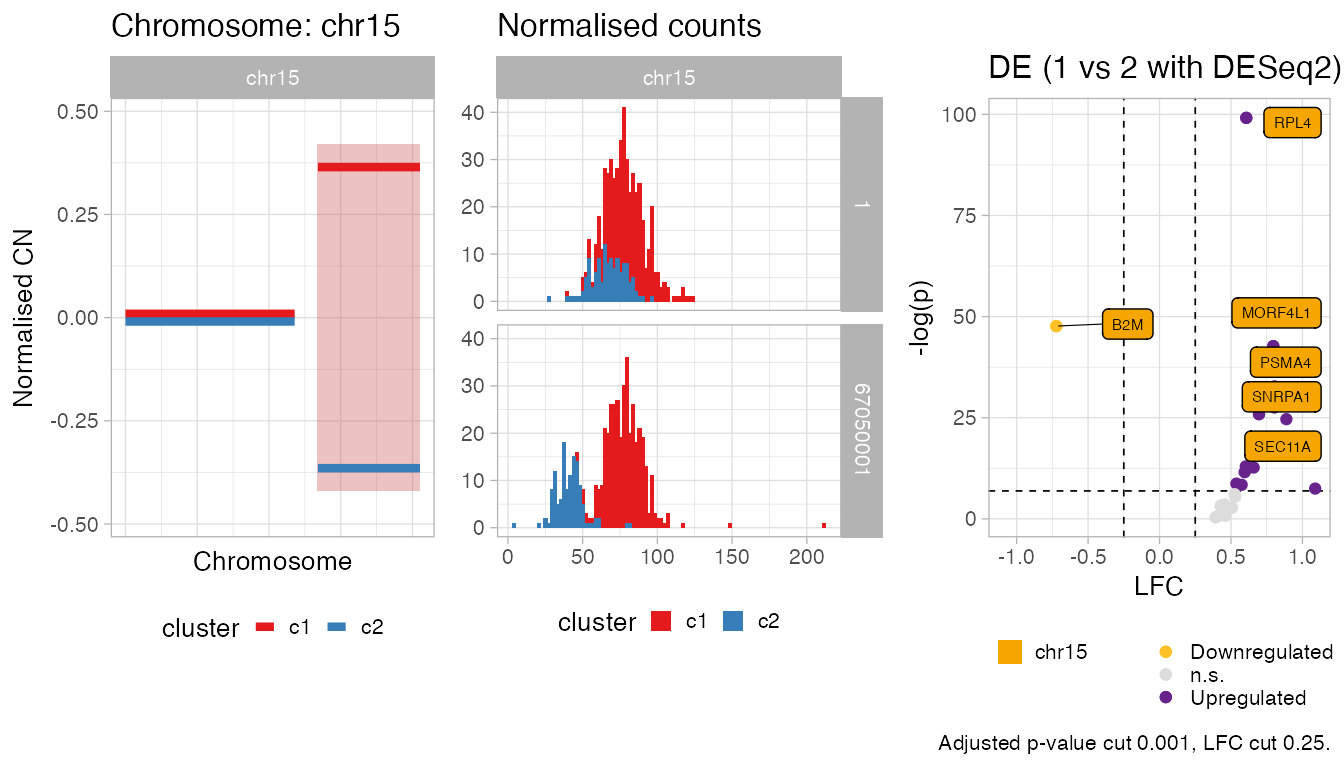 Chromosome: chr15
chr15
0.50
0.25
0.00
-0.25
-0.50
Normalised CN
Chromosome
cluster c1 c2
Normalised counts
chr15
40
30
20
10
0
1
40
30
20
10
0
67050001
0 50 100 150 200
cluster c1 c2
DE (1 vs 2 with DESeq2)
100
75
50
25
0
-log(p)
RPL4
MORF4L1
B2M
PSMA4
SNRPA1
SEC11A
-1.0 -0.5 0.0 0.5 1.0
LFC
chr15
Downregulated
n.s.
Upregulated
Adjusted p-value cut 0.001, LFC cut 0.25.